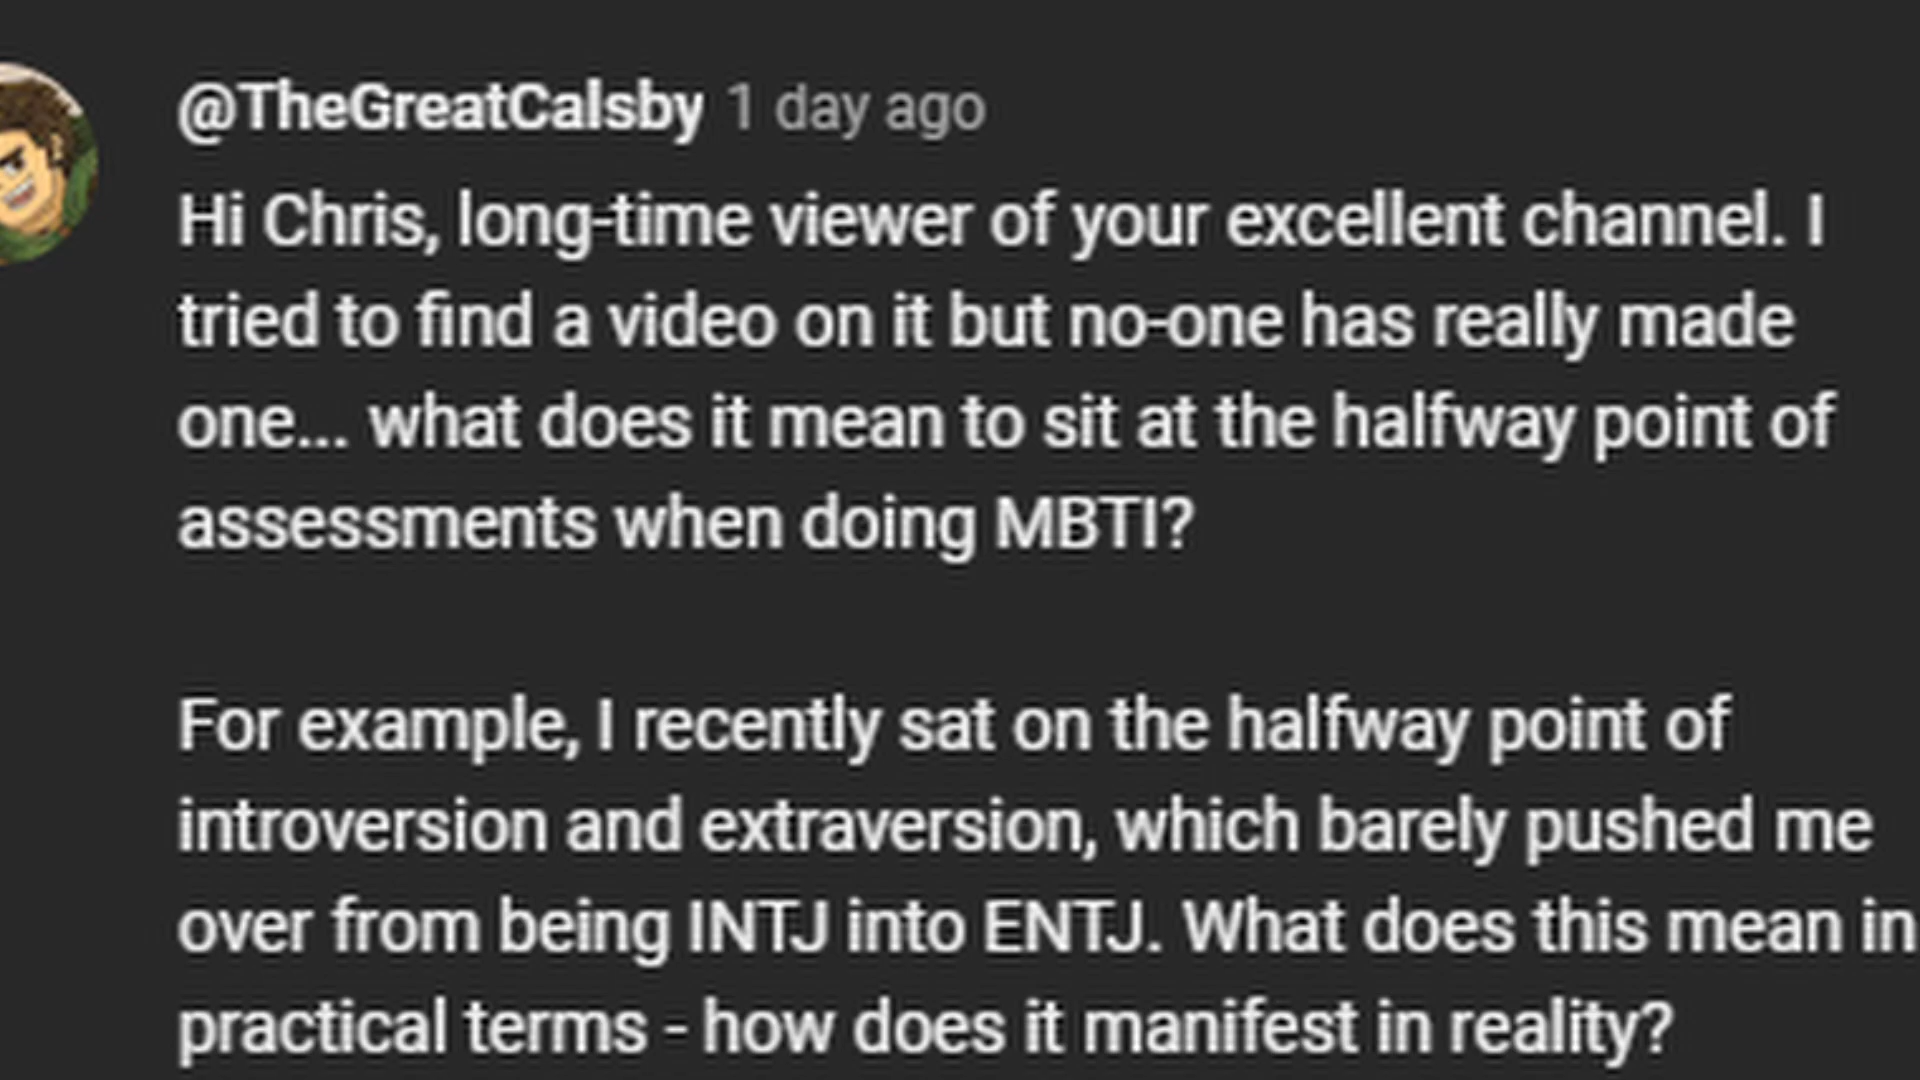 @TheGreatCalsby 1 day ago
Hi Chris, long-time viewer of your excellent channel. I
tried to find a video on it but no-one has really made
one... what does it mean to sit at the halfway point of
assessments when doing MBTI?
For example, I recently sat on the halfway point of
introversion and extraversion, which barely pushed me
over from being INTJ into ENTJ. What does this mean in
practical terms - how does it manifest in reality?